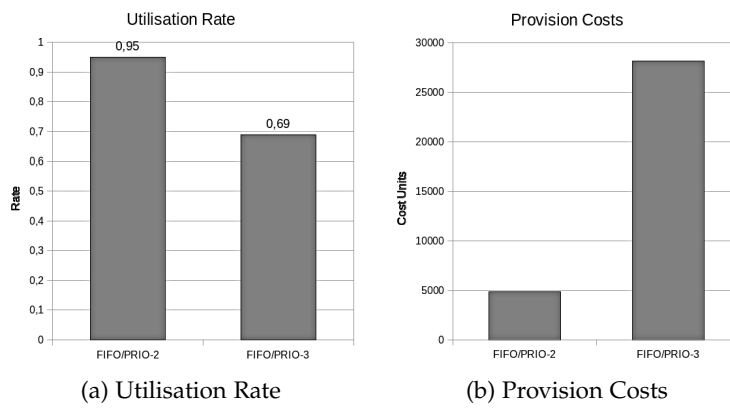 Utilisation Rate
1
0,9
0,8
0,7
0,6
0,5
0,4
0,3
0,2
0,1
0
Rate
0,95
0,69
FIFO/PRIO-2
FIFO/PRIO-3
(a) Utilisation Rate
Provision Costs
30000
25000
20000
15000
10000
5000
0
Cost Units
FIFO/PRIO-2
FIFO/PRIO-3
(b) Provision Costs